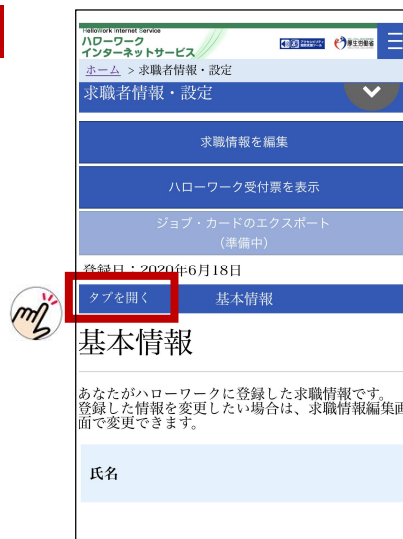 HelloWork Internet Service
ハローワーク
インターネットサービス
厚生労働省
ホーム > 求職者情報・設定
求職者情報・設定
求職情報を編集
ハローワーク受付票を表示
ジョブ・カードのエクスポート
（準備中）
登録日：2020年6月18日
タブを開く 基本情報
基本情報
あなたがハローワークに登録した求職情報です。
登録した情報を変更したい場合は、求職情報編集画
面で変更できます。
氏名